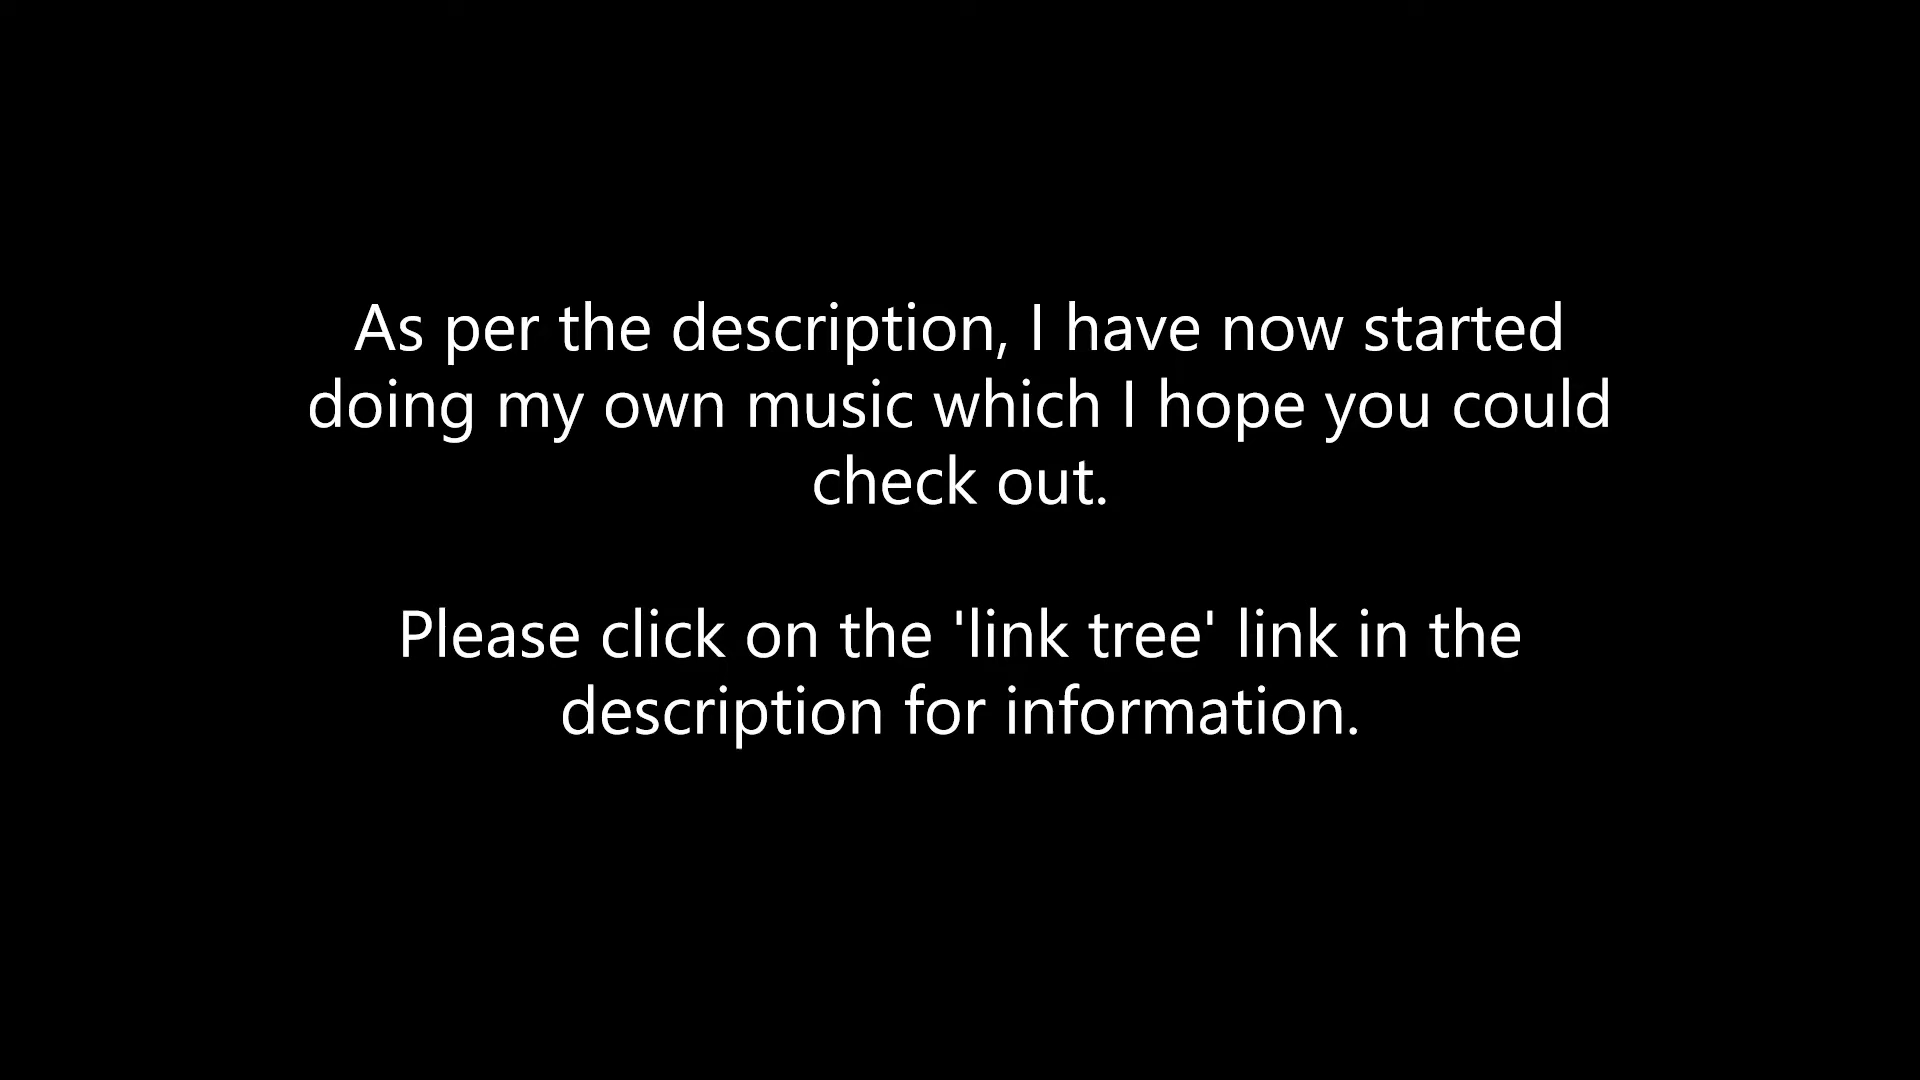 As per the description, I have now started
doing my own music which I hope you could
check out.
Please click on the 'link tree' link in the
description for information.